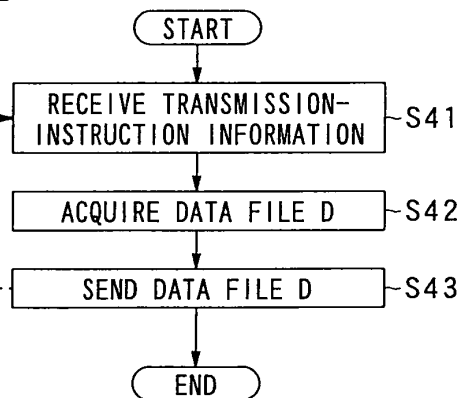 START
RECEIVE TRANSMISSION-
INSTRUCTION INFORMATION
S41
ACQUIRE DATA FILE D
S42
SEND DATA FILE D
S43
END